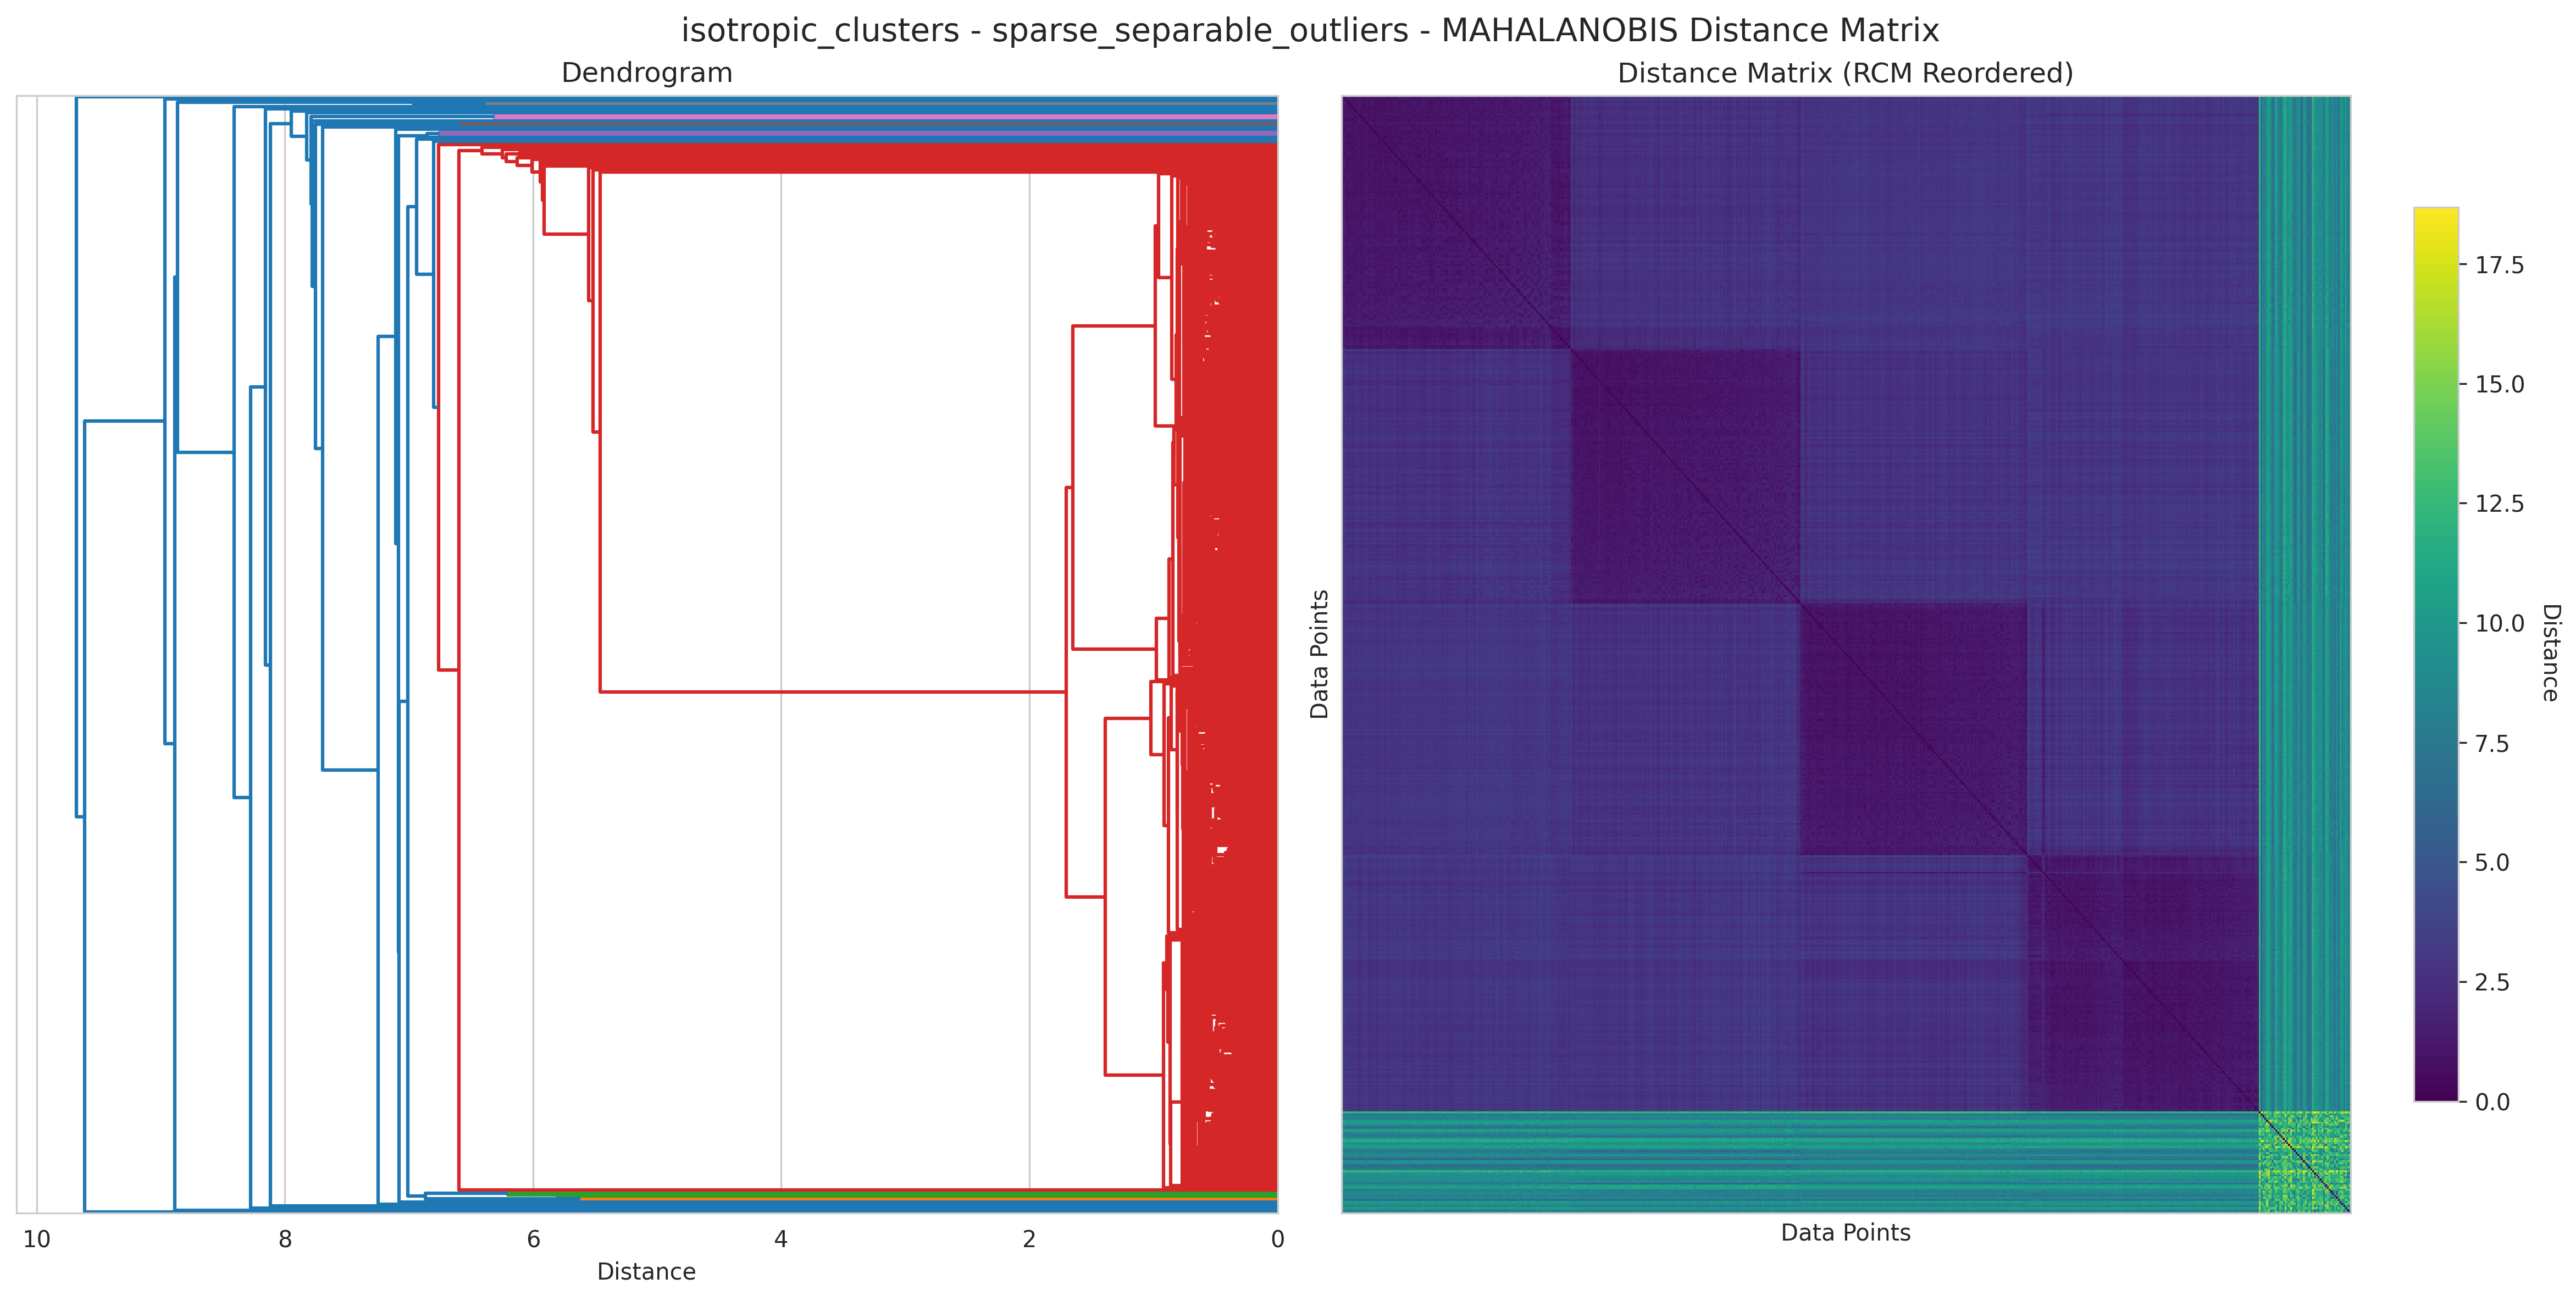 isotropic_clusters - sparse_separable_outliers - MAHALANOBIS Distance Matrix
Dendrogram
Distance Matrix (RCM Reordered)
10
8
6
4
2
0
Distance
Data Points
Data Points
17.5
15.0
12.5
10.0
7.5
5.0
2.5
0.0
Distance